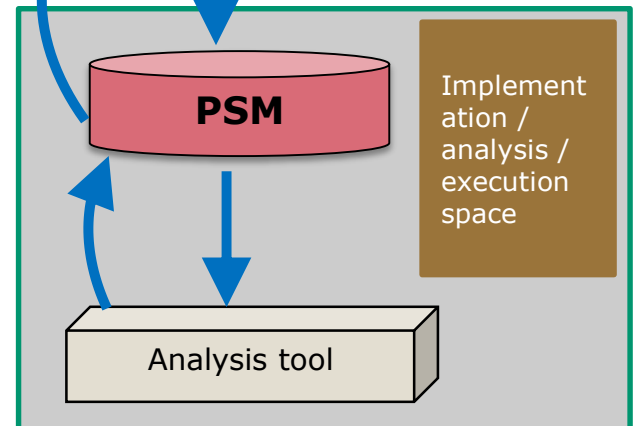 PSM
Implement
ation /
analysis /
execution
space
Analysis tool